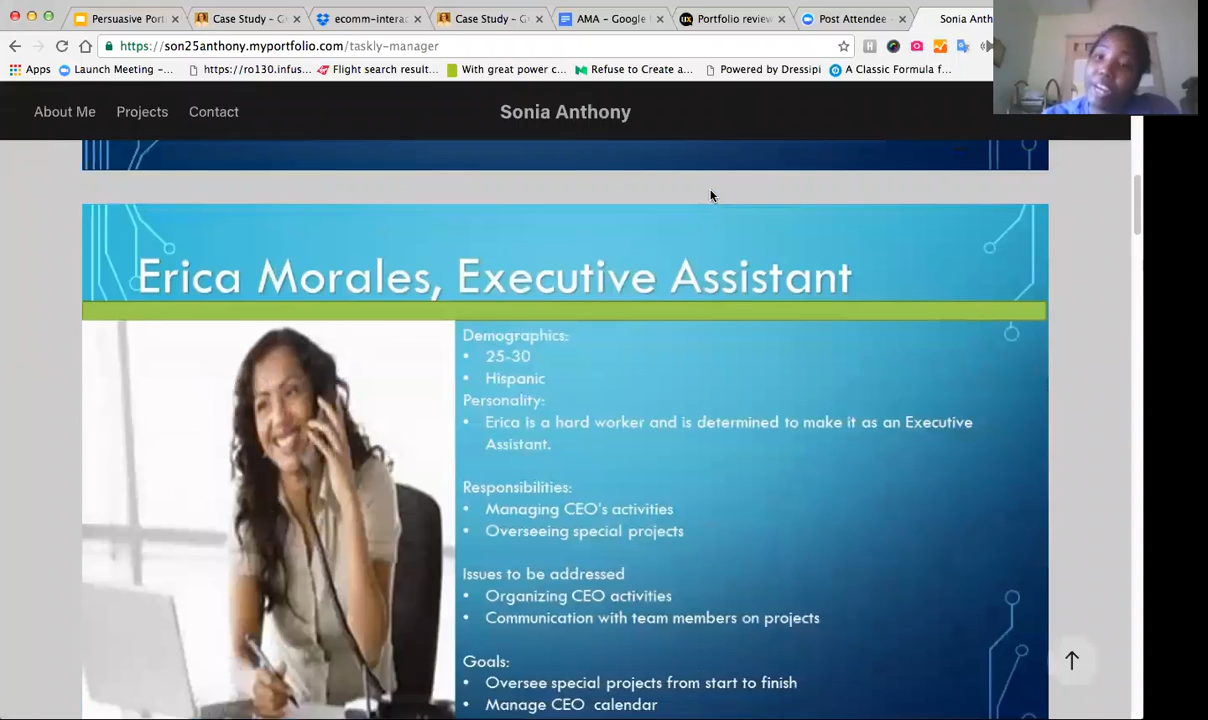 Persuasive Port
Case Study - G
ecomm-intera
Case Study - G
AMA - Google
Portfolio review
Post Attendee -
Sonia Anth
https://son25anthony.myportfolio.com/taskly-manager
Apps
Launch Meeting -...
https://ro130.infus...
Flight search result...
With great power c...
Refuse to Create a...
Powered by Dressipi
A Classic Formula f...
About Me
Projects
Contact
Sonia Anthony
Erica Morales, Executive Assistant
Demographics:
• 25-30
• Hispanic
Personality:
• Erica is a hard worker and is determined to make it as an Executive
Assistant.
Responsibilities:
• Managing CEO's activities
• Overseeing special projects
Issues to be addressed
• Organizing CEO activities
• Communication with team members on projects
Goals:
• Oversee special projects from start to finish
• Manage CEO calendar